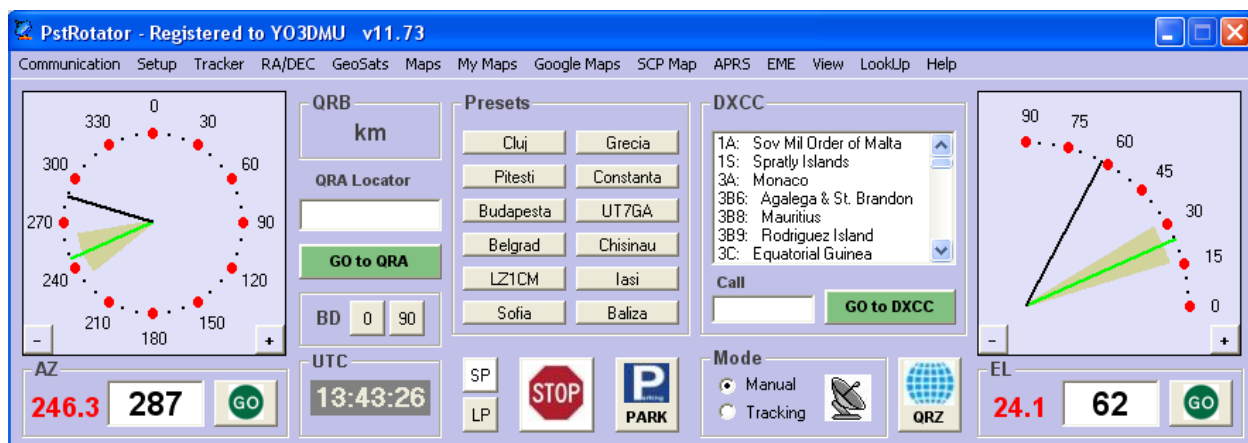 PstRotator - Registered to YO3DMU v11.73
Communication Setup Tracker RA/DEC GeoSats Maps My Maps Google Maps SCP Map APRS EME View LookUp Help
0
330 30
300 60
270 90
240 120
210 150
180
- +
AZ
246.3 287 GO
QRB
km
QRA Locator
GO to QRA
BD 0 90
UTC
13:43:26
Presets
Cluj Grecia
Pitesti Constanta
Budapesta UT7GA
Belgrad Chisinau
LZ1CM Iasi
Sofia Baliza
SP
LP
STOP
P
PARK
DXCC
1A: Sov Mil Order of Malta
1S: Spratly Islands
3A: Monaco
3B6: Agalega & St. Brandon
3B8: Mauritius
3B9: Rodriguez Island
3C: Equatorial Guinea
Call
GO to DXCC
Mode
Manual
Tracking
QRZ
90 75
60
45
30
15
0
- +
EL
24.1 62 GO